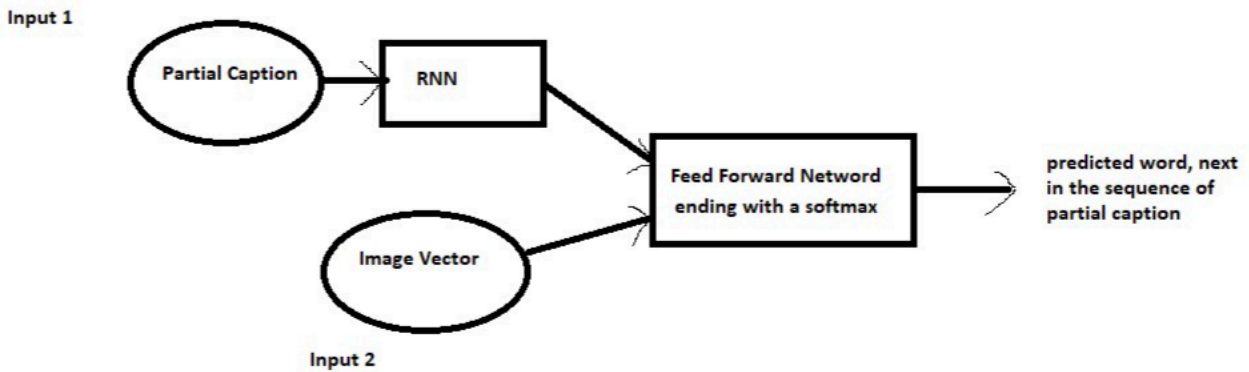 Input 1
Partial Caption
RNN
Feed Forward Netword
ending with a softmax
predicted word, next
in the sequence of
partial caption
Image Vector
Input 2